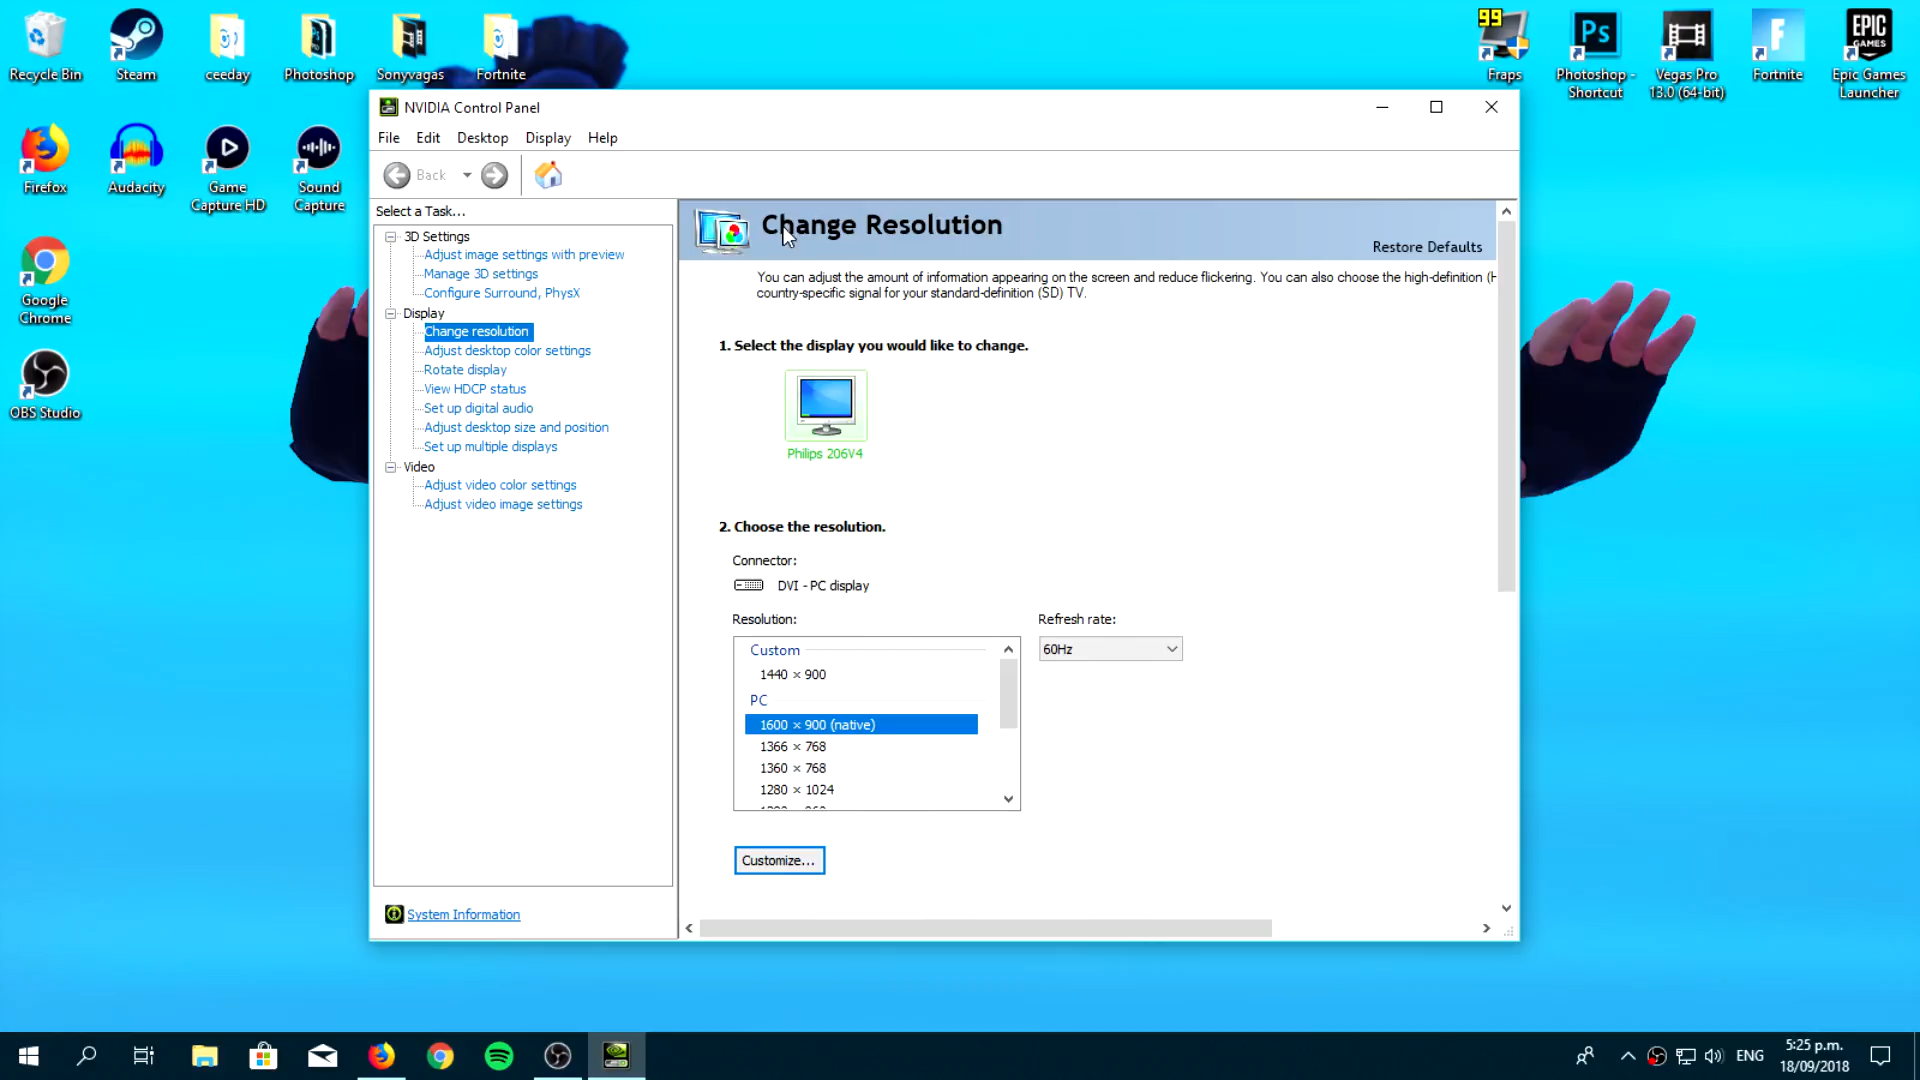 Recycle Bin
Steam
ceeday
Photoshop
Sonyvagas
Fortnite
99
Fraps
Ps
Photoshop -
Shortcut
Vegas Pro
13.0 (64-bit)
F
Fortnite
EPIC
GAMES
Epic Games
Launcher
Firefox
Audacity
Game
Capture HD
Sound
Capture
Google
Chrome
OBS Studio
NVIDIA Control Panel
File Edit Desktop Display Help
Back
Select a Task...
3D Settings
Adjust image settings with preview
Manage 3D settings
Configure Surround, PhysX
Display
Change resolution
Adjust desktop color settings
Rotate display
View HDCP status
Set up digital audio
Adjust desktop size and position
Set up multiple displays
Video
Adjust video color settings
Adjust video image settings
System Information
Change Resolution
Restore Defaults
You can adjust the amount of information appearing on the screen and reduce flickering. You can also choose the high-definition (H
country-specific signal for your standard-definition (SD) TV.
1. Select the display you would like to change.
Philips 206V4
2. Choose the resolution.
Connector:
DVI - PC display
Resolution:
Refresh rate:
Custom
1440 × 900
PC
1600 × 900 (native)
1366 × 768
1360 × 768
1280 × 1024
60Hz
Customize...
ENG
5:25 p.m.
18/09/2018